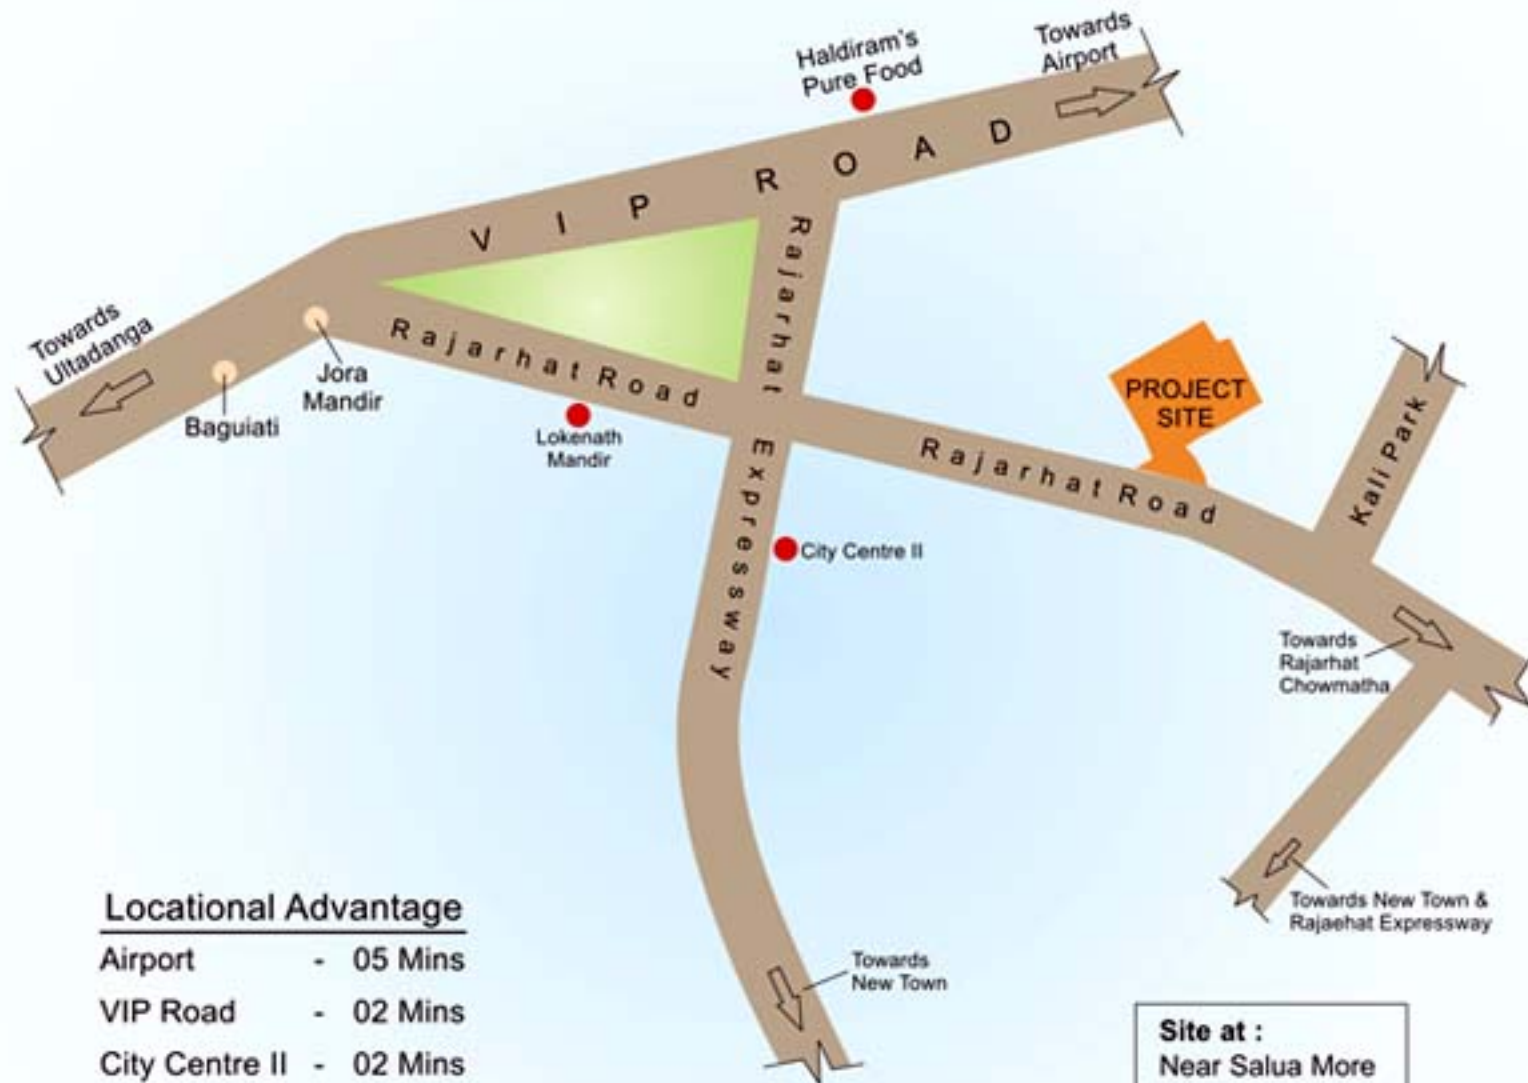 Haldiram's
Pure Food
Towards
Airport
VIP ROAD
Rajarhat Expressway
Towards
Ultadanga
Jora
Mandir
Baguiati
Rajarhat Road
Lokenath
Mandir
PROJECT
SITE
Kali Park
Rajarhat Road
City Centre II
Towards
Rajarhat
Chowmatha
Towards New Town &
Rajaehat Expressway
Towards
New Town
Locational Advantage
Airport - 05 Mins
VIP Road - 02 Mins
City Centre II - 02 Mins
Site at :
Near Salua More